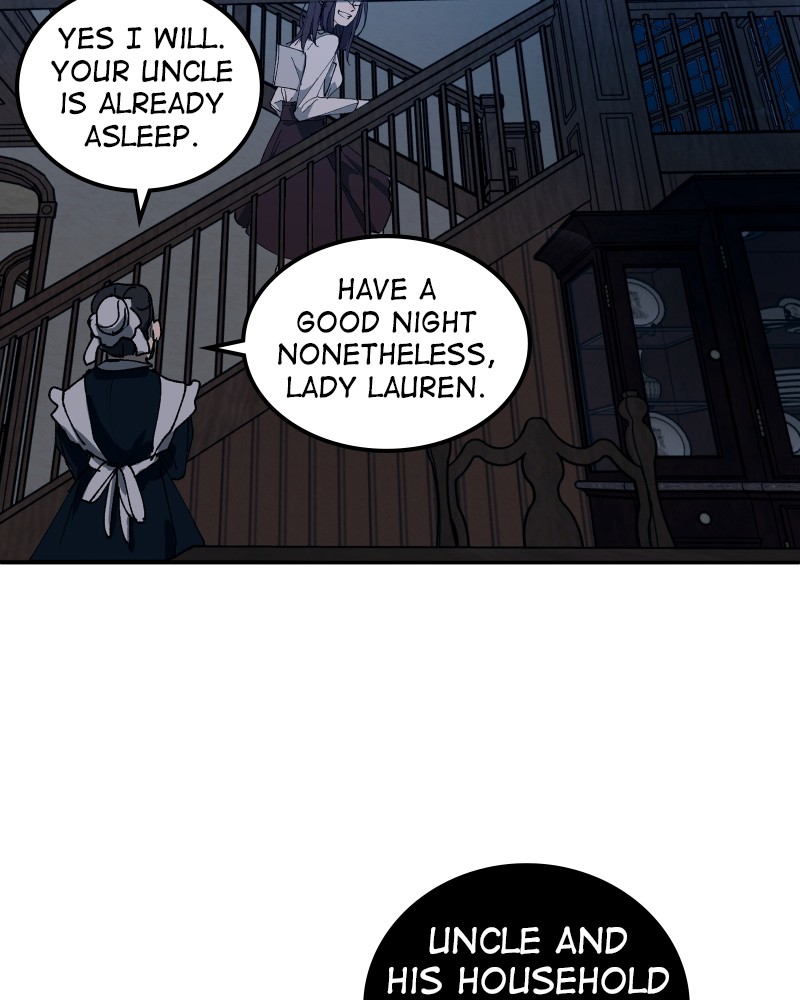 YES I WILL.
YOUR UNCLE
IS ALREADY
ASLEEP.
HAVE A
GOOD NIGHT
NONETHELESS,
LADY LAUREN.
UNCLE AND
HIS HOUSEHOLD